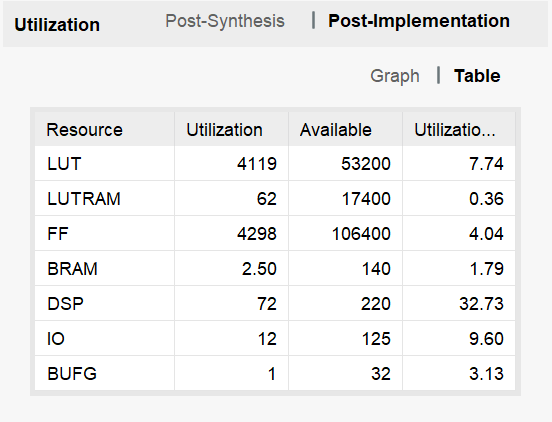 Utilization Post-Synthesis | Post-Implementation
Graph | Table
Resource Utilization Available Utilizatio...
LUT 4119 53200 7.74
LUTRAM 62 17400 0.36
FF 4298 106400 4.04
BRAM 2.50 140 1.79
DSP 72 220 32.73
IO 12 125 9.60
BUFG 1 32 3.13